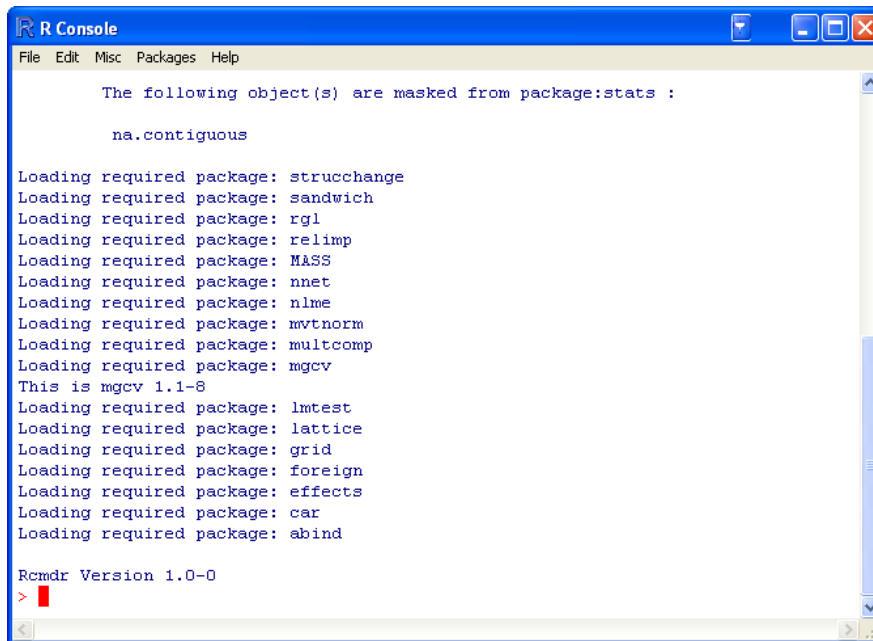 R Console
File Edit Misc Packages Help
The following object(s) are masked from package:stats :
na.contiguous
Loading required package: strucchange
Loading required package: sandwich
Loading required package: rgl
Loading required package: relimp
Loading required package: MASS
Loading required package: nnet
Loading required package: nlme
Loading required package: mvtnorm
Loading required package: multcomp
Loading required package: mgcv
This is mgcv 1.1-8
Loading required package: lmtest
Loading required package: lattice
Loading required package: grid
Loading required package: foreign
Loading required package: effects
Loading required package: car
Loading required package: abind
Rcmdr Version 1.0-0
>